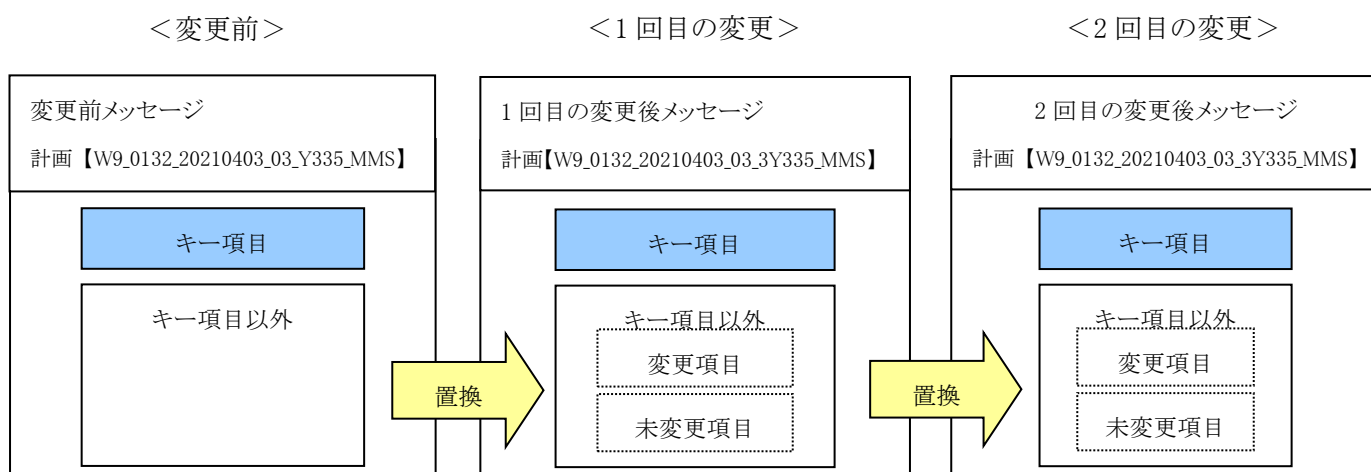 ＜変更前＞
＜1 回目の変更＞
＜2 回目の変更＞
変更前メッセージ
計画【W9_0132_20210403_03_Y335_MMS】
キー項目
キー項目以外
置換
1 回目の変更後メッセージ
計画【W9_0132_20210403_03_3Y335_MMS】
キー項目
キー項目以外
変更項目
未変更項目
置換
2 回目の変更後メッセージ
計画【W9_0132_20210403_03_3Y335_MMS】
キー項目
キー項目以外
変更項目
未変更項目